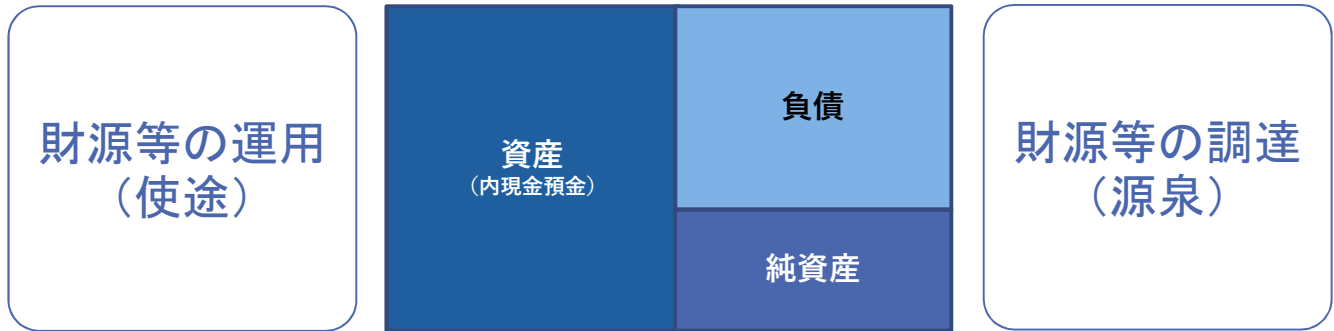 財源等の運用
（使途）
資産
（内現金預金）
負債
純資産
財源等の調達
（源泉）